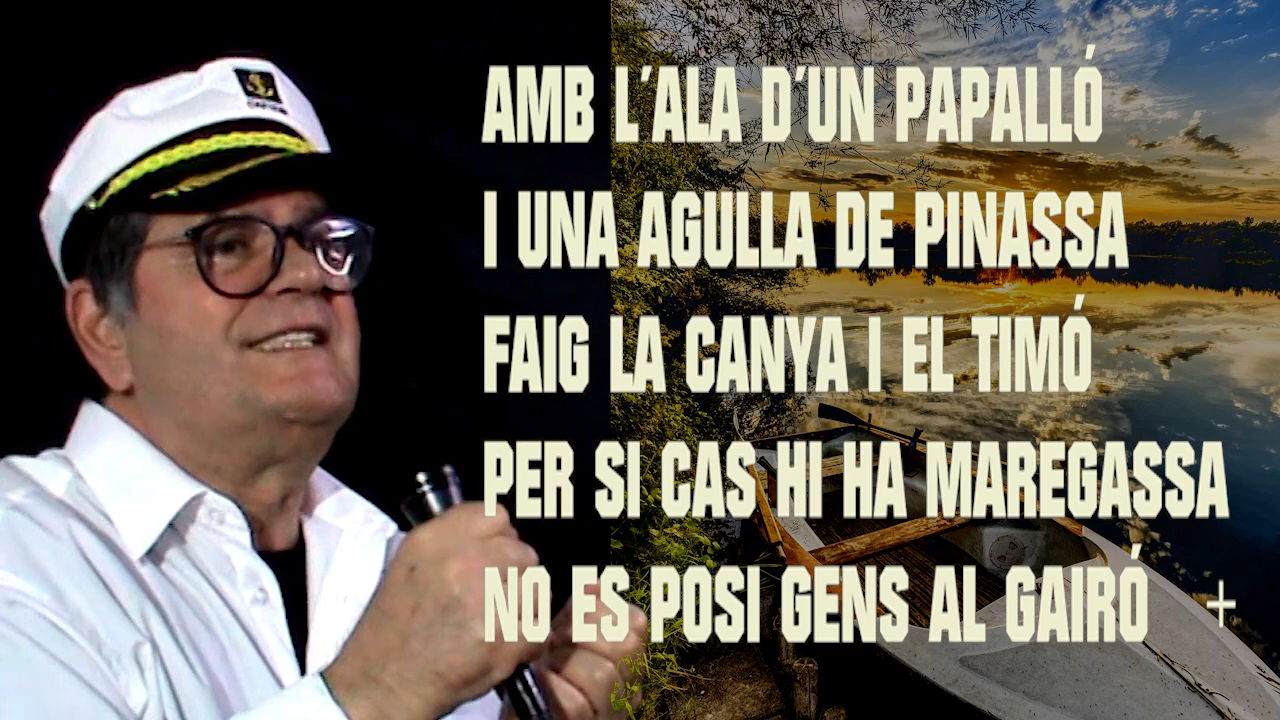 AMB L'ALA D'UN PAPALLÓ
I UNA AGULLA DE PINASSA
FAIG LA CANYA I EL TIMÓ
PER SI CAS HI HA MAREGASSA
NO ES POSI GENS AL GAIRÓ +